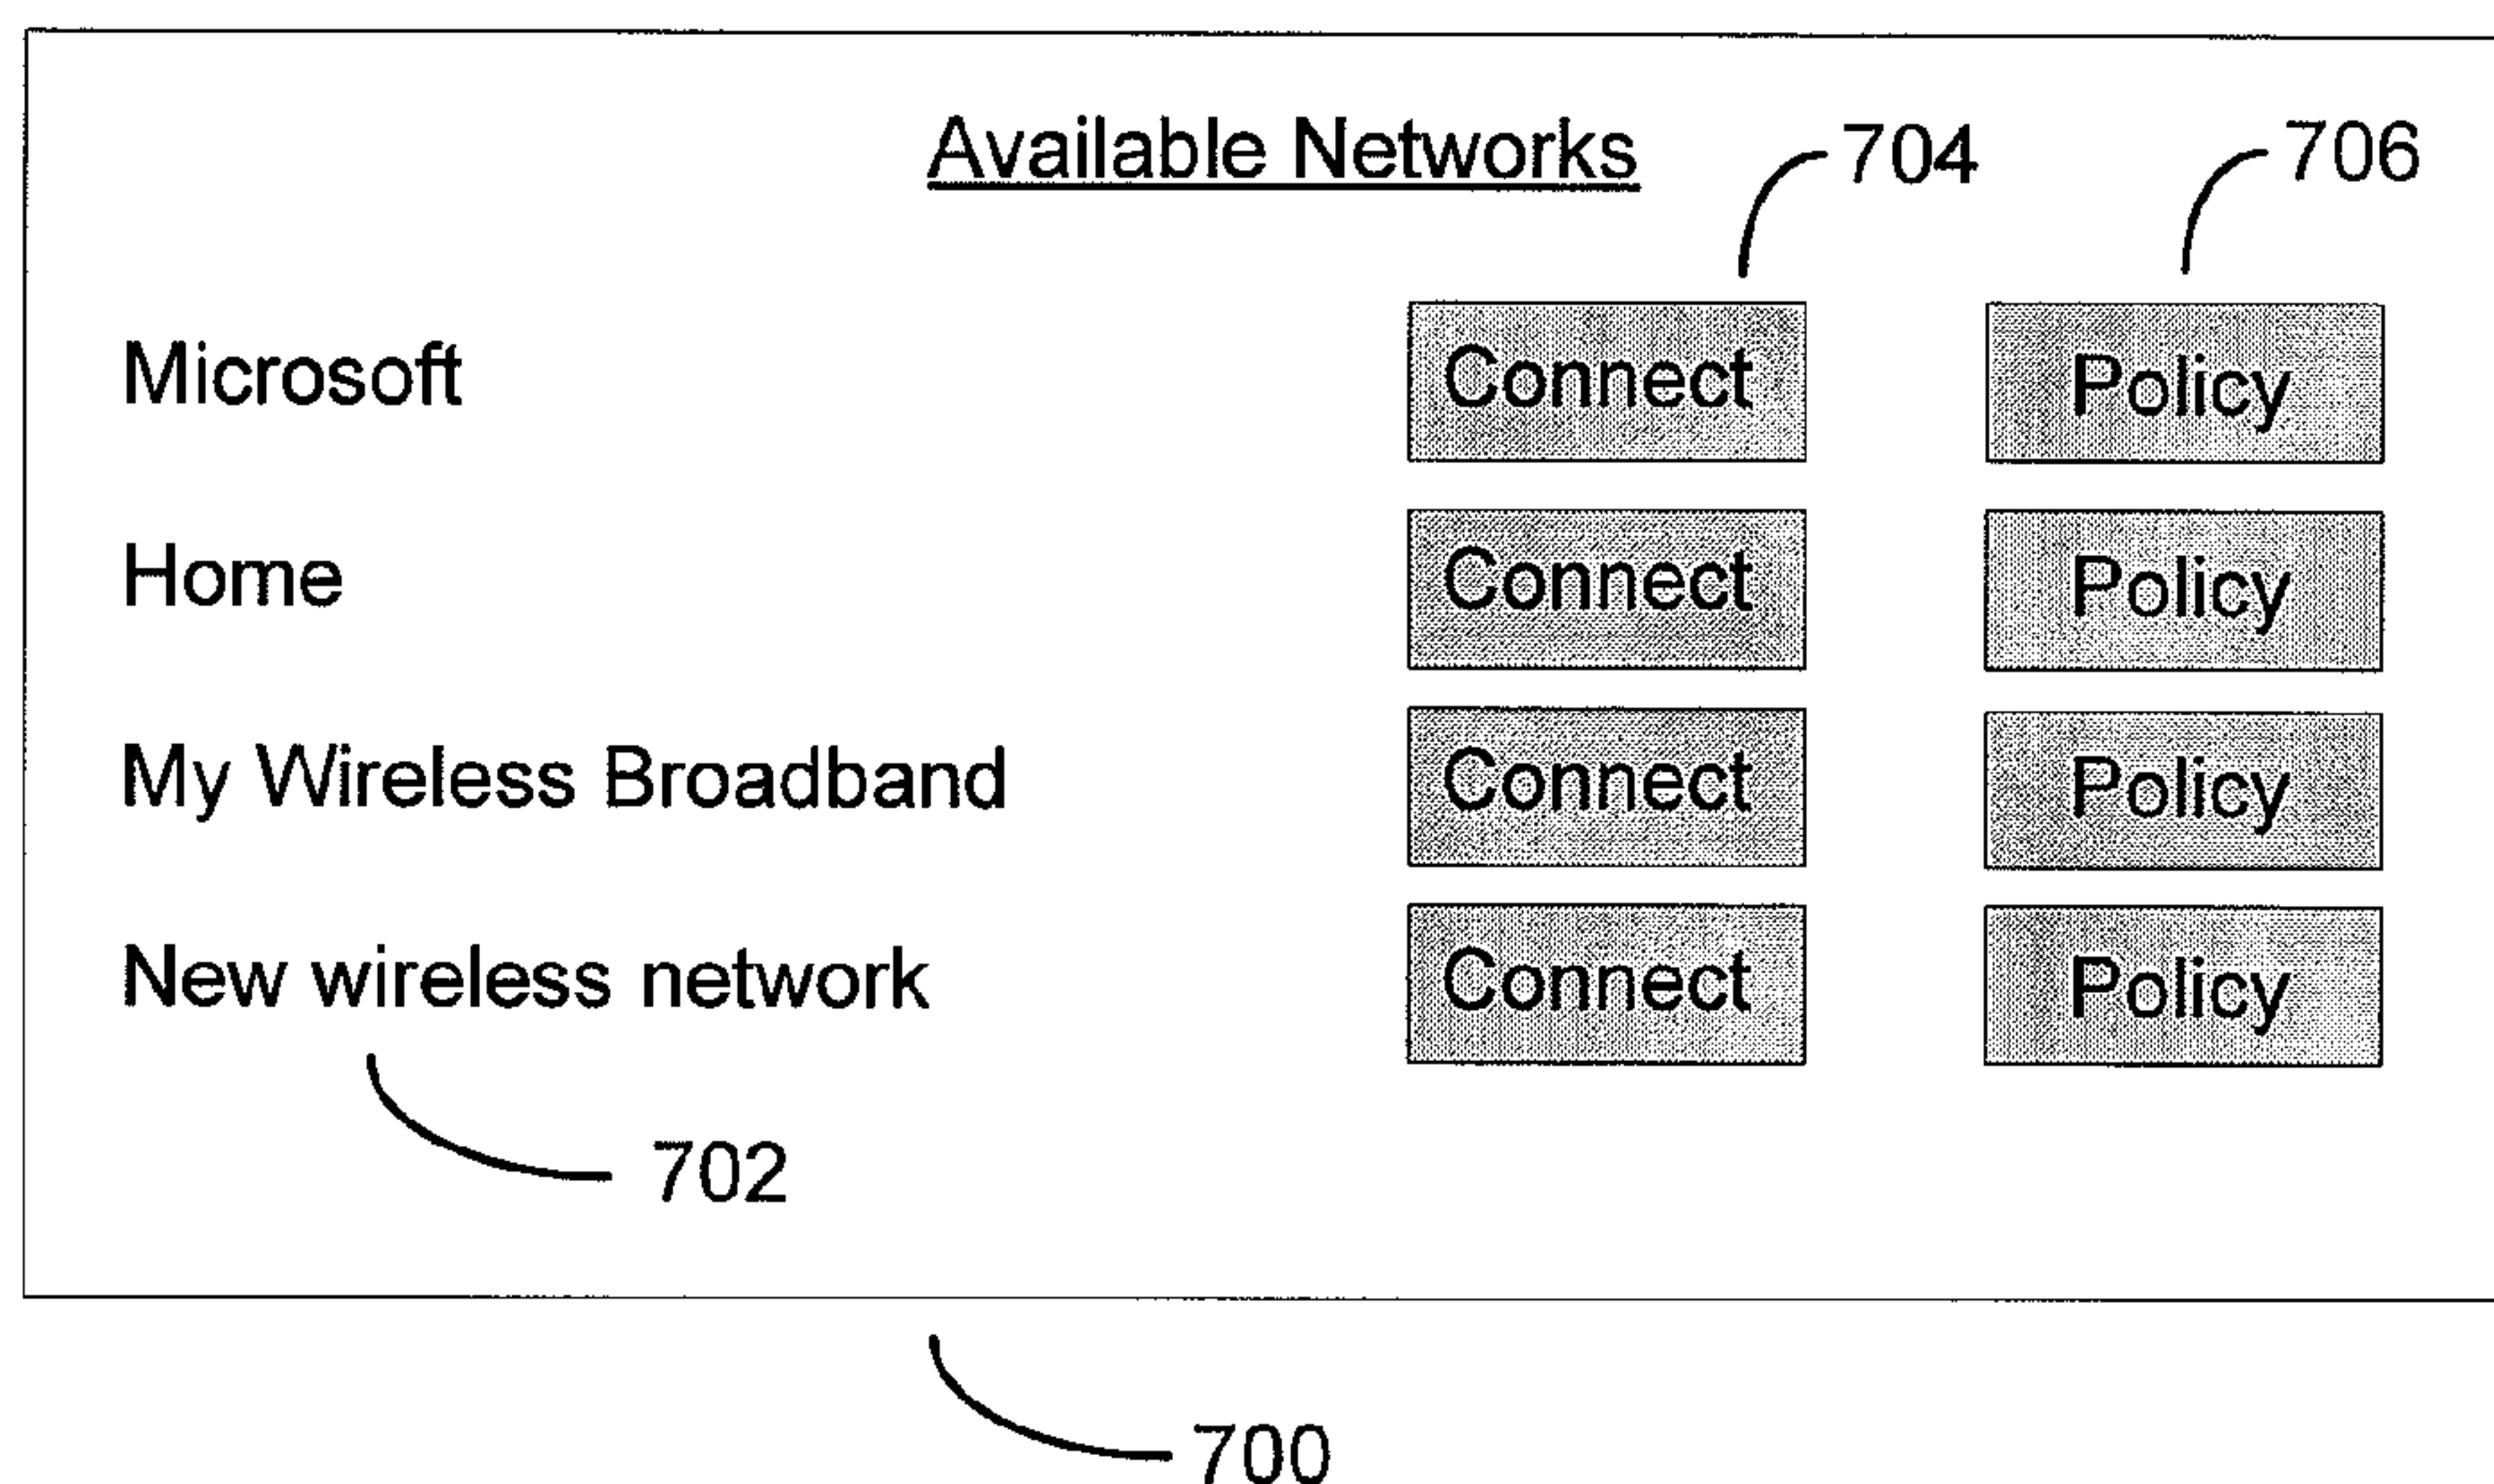 Available Networks 704 706
Microsoft Connect Policy
Home Connect Policy
My Wireless Broadband Connect Policy
New wireless network Connect Policy
702
700